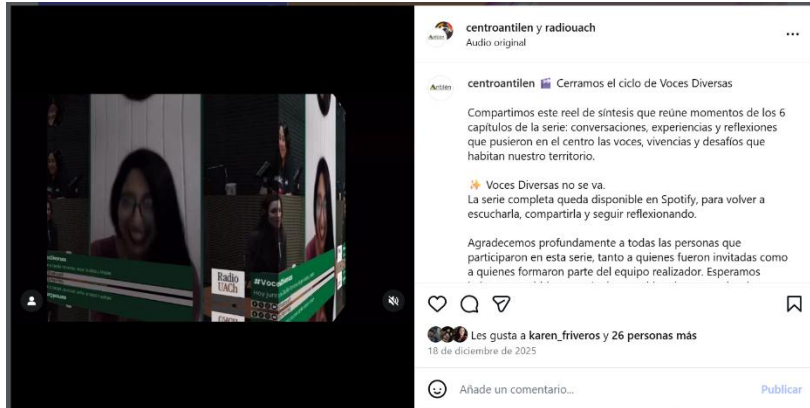 centroantilen y radiouach
Audio original
centroantilen 🎬 Cerramos el ciclo de Voces Diversas
Compartimos este reel de síntesis que reúne momentos de los 6
capítulos de la serie: conversaciones, experiencias y reflexiones
que pusieron en el centro las voces, vivencias y desafíos que
habitan nuestro territorio.
✨ Voces Diversas no se va.
La serie completa queda disponible en Spotify, para volver a
escucharla, compartirla y seguir reflexionando.
Agradecemos profundamente a todas las personas que
participaron en esta serie, tanto a quienes fueron invitadas como
a quienes formaron parte del equipo realizador. Esperamos
Les gusta a karen_friveros y 26 personas más
18 de diciembre de 2025
Añade un comentario...
Publicar
Radio
UACh